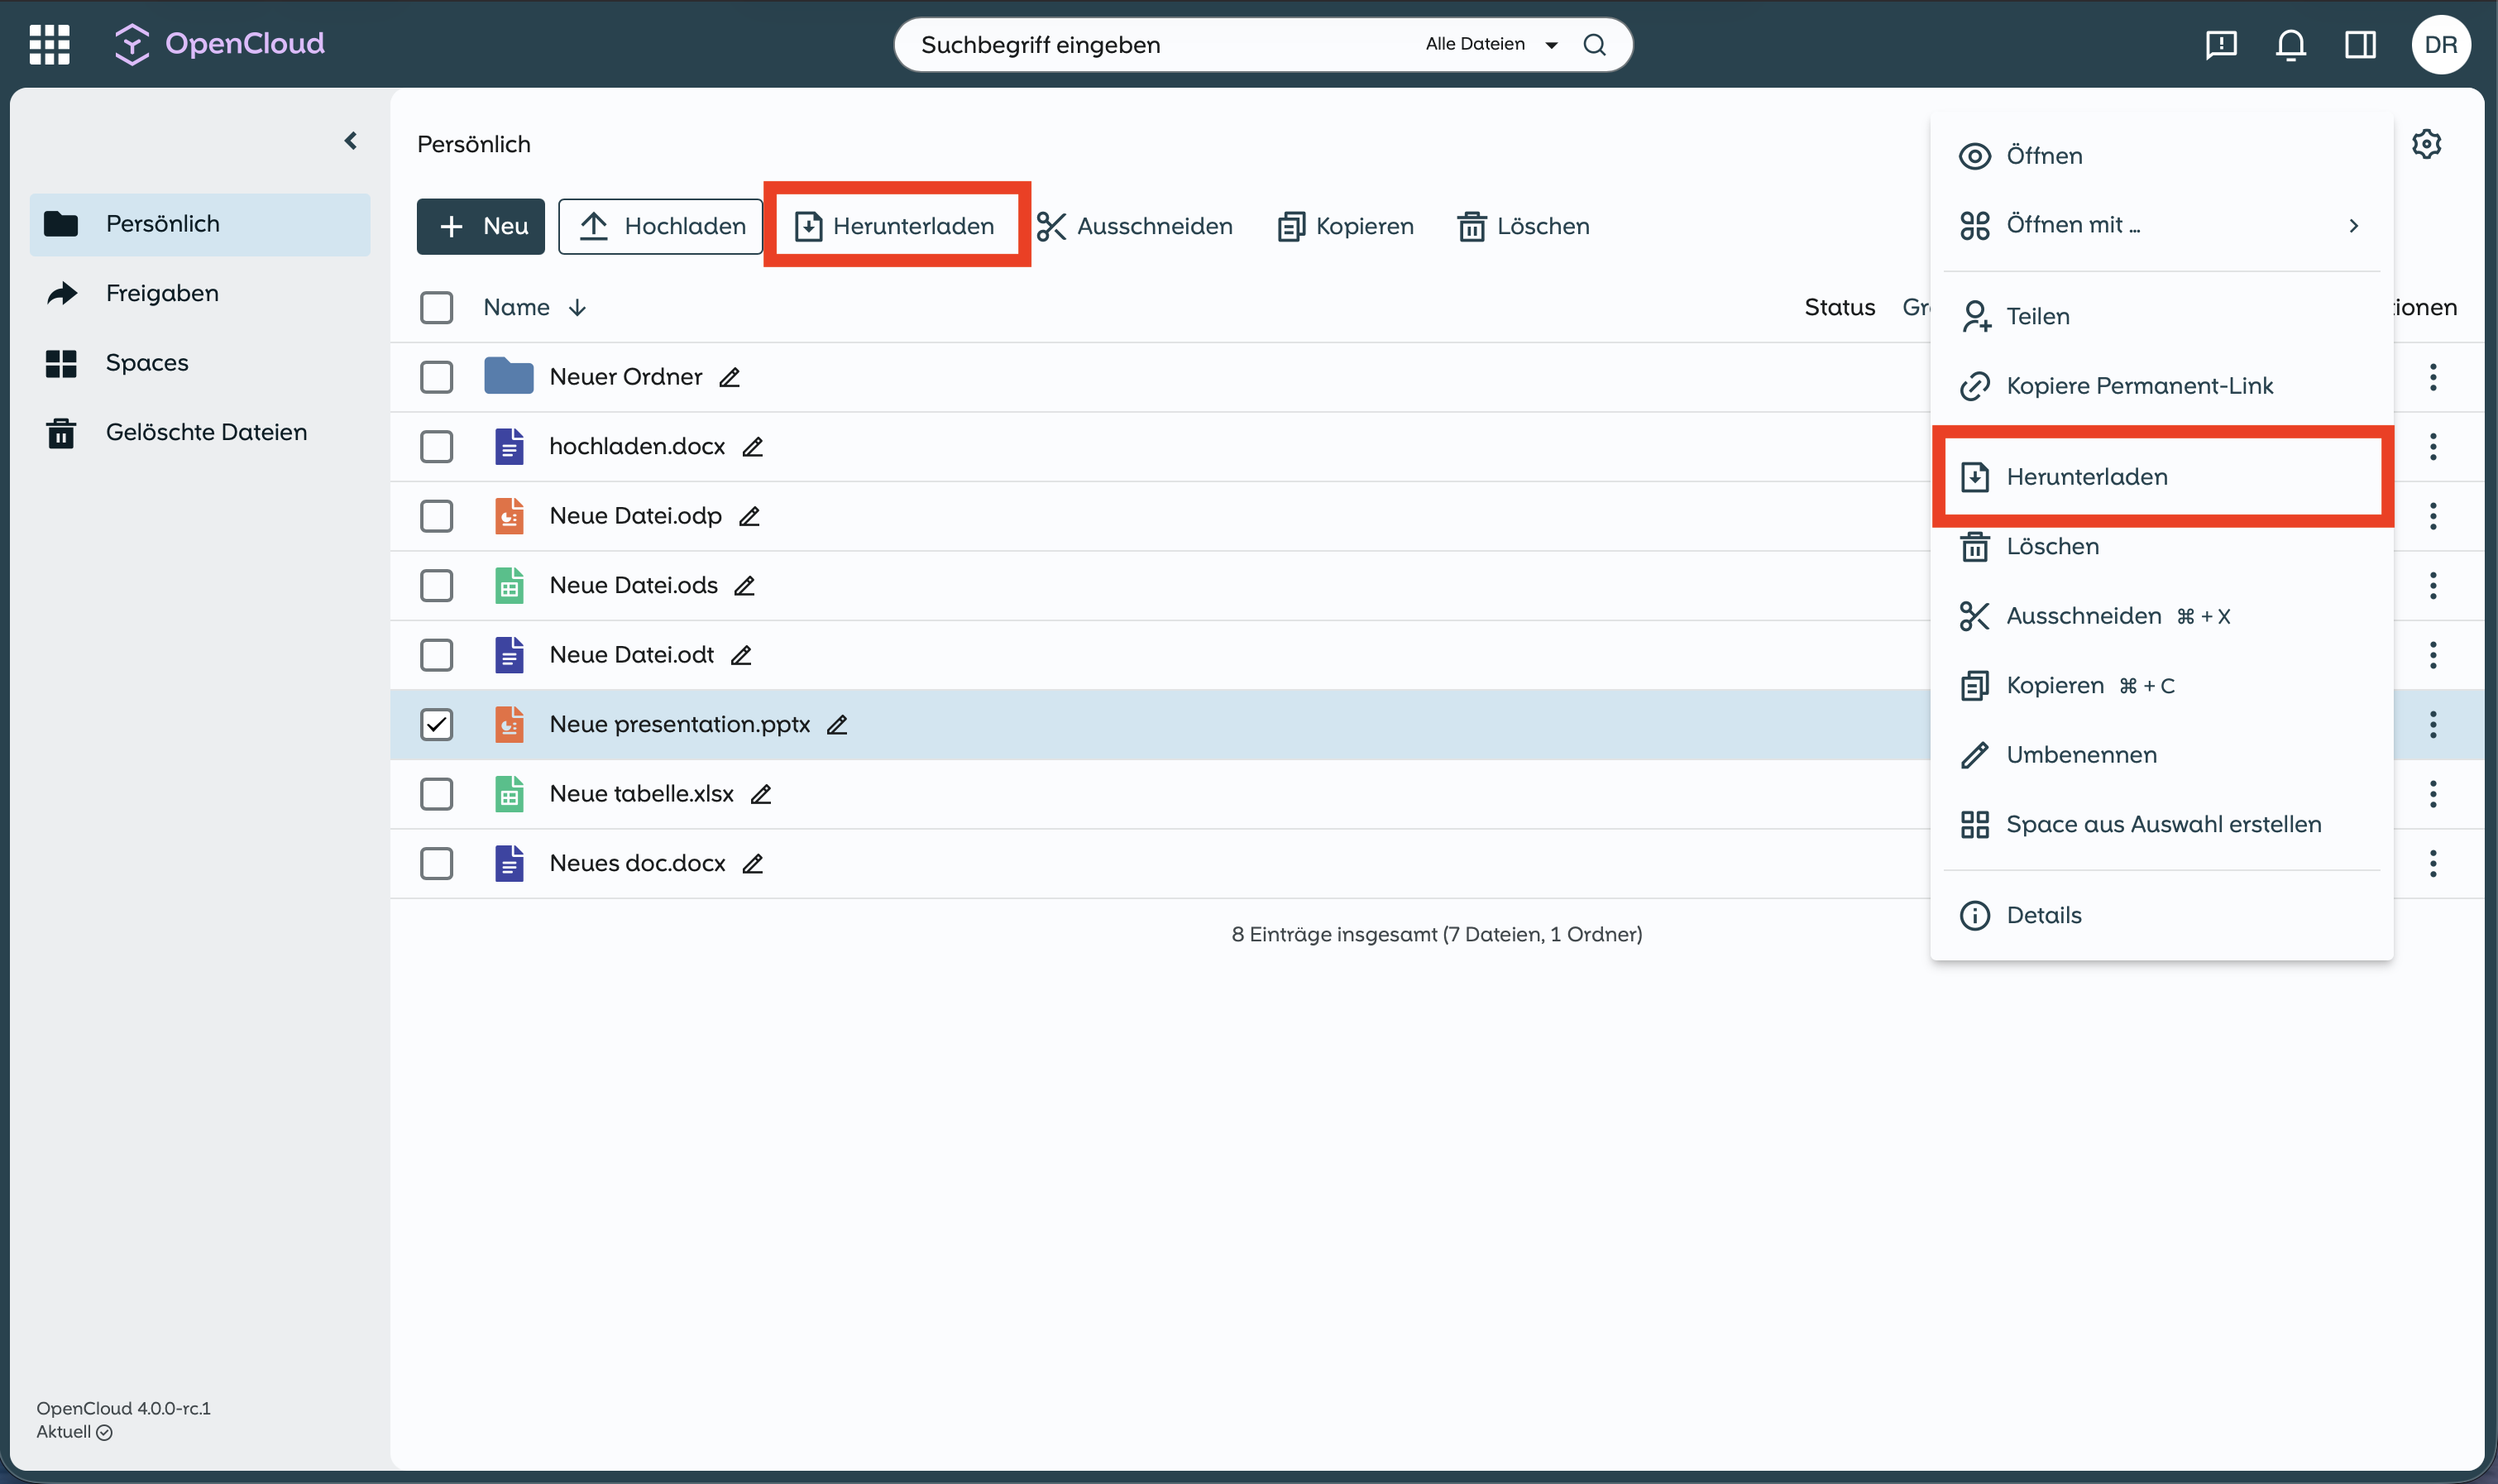 OpenCloud
Suchbegriff eingeben
Alle Dateien
DR
Persönlich
Freigaben
Spaces
Gelöschte Dateien
Persönlich
Neu
Hochladen
Herunterladen
Ausschneiden
Kopieren
Löschen
Name
Status
Neuer Ordner
hochladen.docx
Neue Datei.odp
Neue Datei.ods
Neue Datei.odt
Neue presentation.pptx
Neue tabelle.xlsx
Neues doc.docx
8 Einträge insgesamt (7 Dateien, 1 Ordner)
Öffnen
Öffnen mit ...
Teilen
Kopiere Permanent-Link
Herunterladen
Löschen
Ausschneiden ⌘ + X
Kopieren ⌘ + C
Umbenennen
Space aus Auswahl erstellen
Details
OpenCloud 4.0.0-rc.1
Aktuell